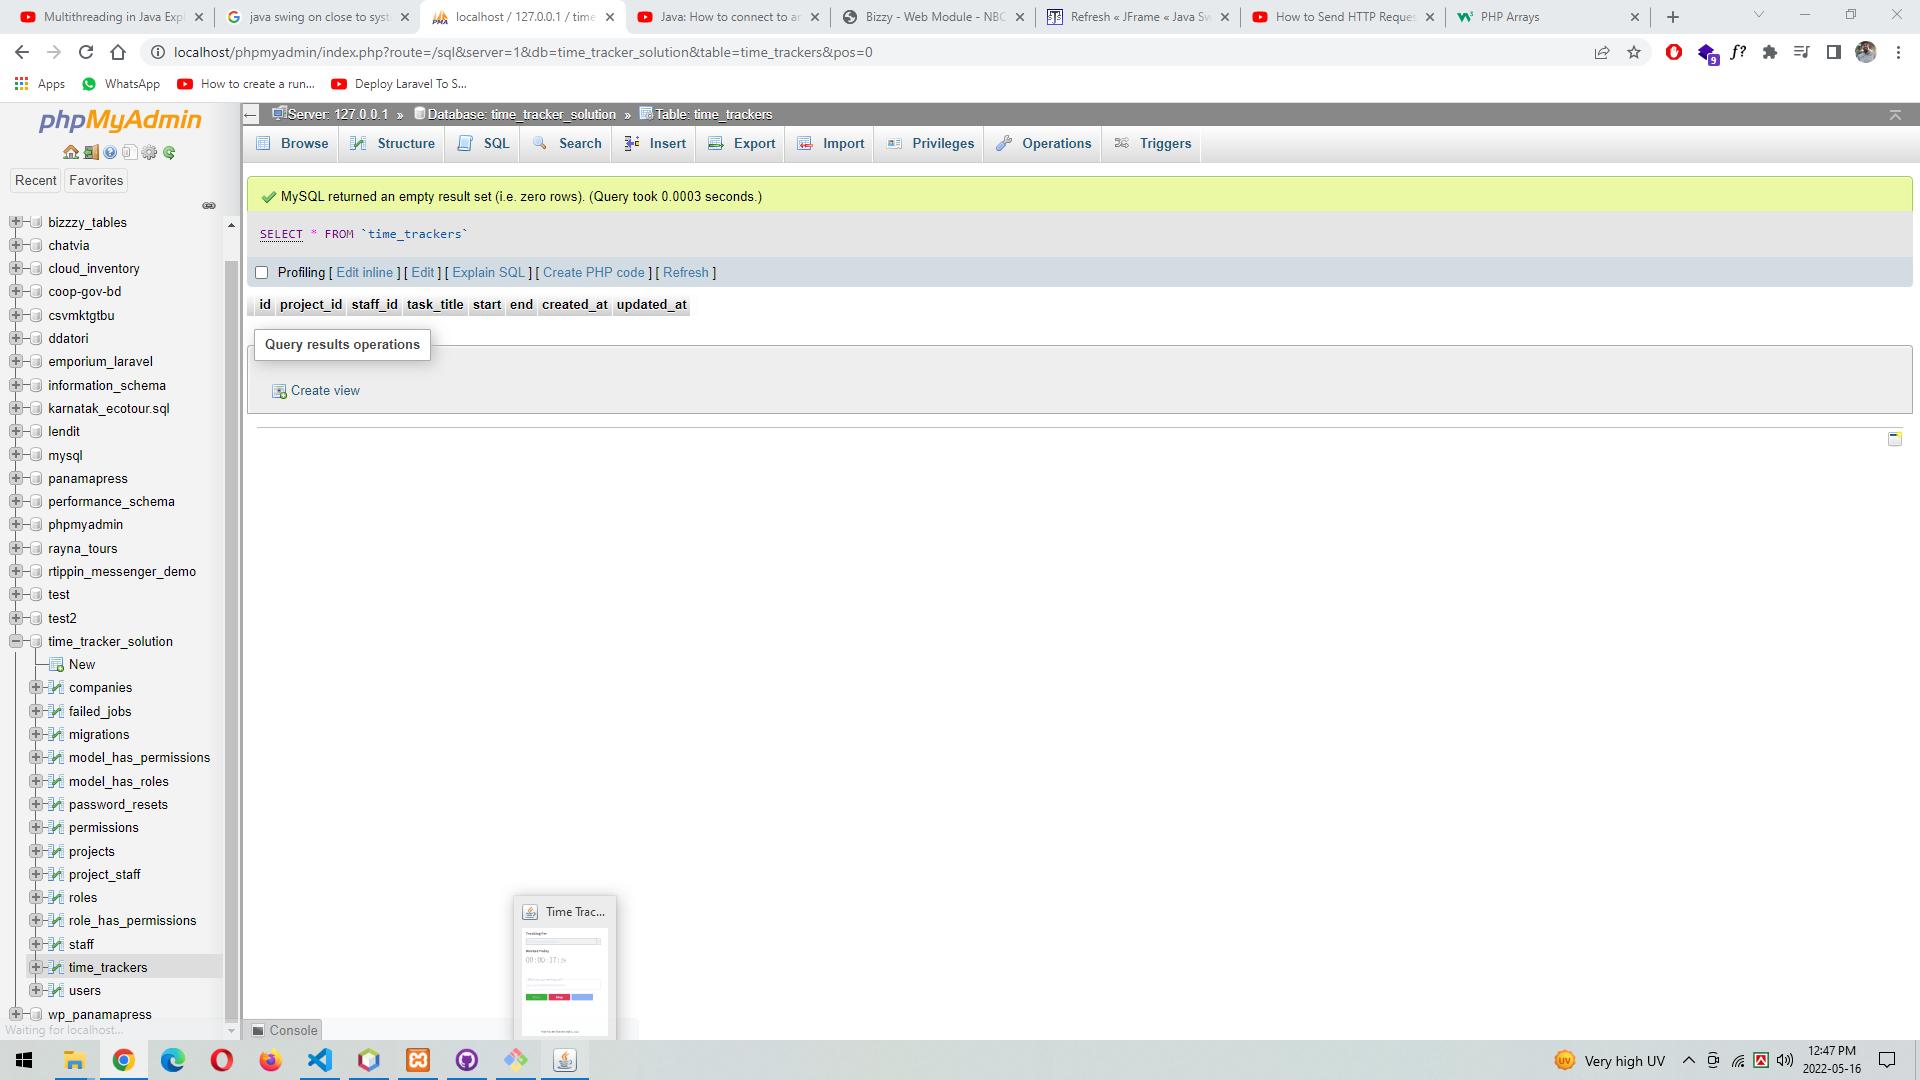 Multithreading in Java Expl
java swing on close to syst
localhost / 127.0.0.1 / time
Java: How to connect to an
Bizzy - Web Module - NBC
Refresh « JFrame « Java Sw
How to Send HTTP Reques
PHP Arrays
localhost/phpmyadmin/index.php?route=/sql&server=1&db=time_tracker_solution&table=time_trackers&pos=0
9
f?
Apps
WhatsApp
How to create a run...
Deploy Laravel To S...
phpMyAdmin
Server: 127.0.0.1 » Database: time_tracker_solution » Table: time_trackers
Browse
Structure
SQL
Search
Insert
Export
Import
Privileges
Operations
Triggers
Recent
Favorites
MySQL returned an empty result set (i.e. zero rows). (Query took 0.0003 seconds.)
SELECT * FROM `time_trackers`
Profiling [ Edit inline ] [ Edit ] [ Explain SQL ] [ Create PHP code ] [ Refresh ]
id project_id staff_id task_title start end created_at updated_at
Query results operations
Create view
bizzzy_tables
chatvia
cloud_inventory
coop-gov-bd
csvmktgtbu
ddatori
emporium_laravel
information_schema
karnatak_ecotour.sql
lendit
mysql
panamapress
performance_schema
phpmyadmin
rayna_tours
rtippin_messenger_demo
test
test2
time_tracker_solution
New
companies
failed_jobs
migrations
model_has_permissions
model_has_roles
password_resets
permissions
projects
project_staff
roles
role_has_permissions
staff
time_trackers
users
wp_panamapress
Waiting for localhost...
Time Trac...
Tracking For
Worked Today
Console
Very high UV
12:47 PM
2022-05-16